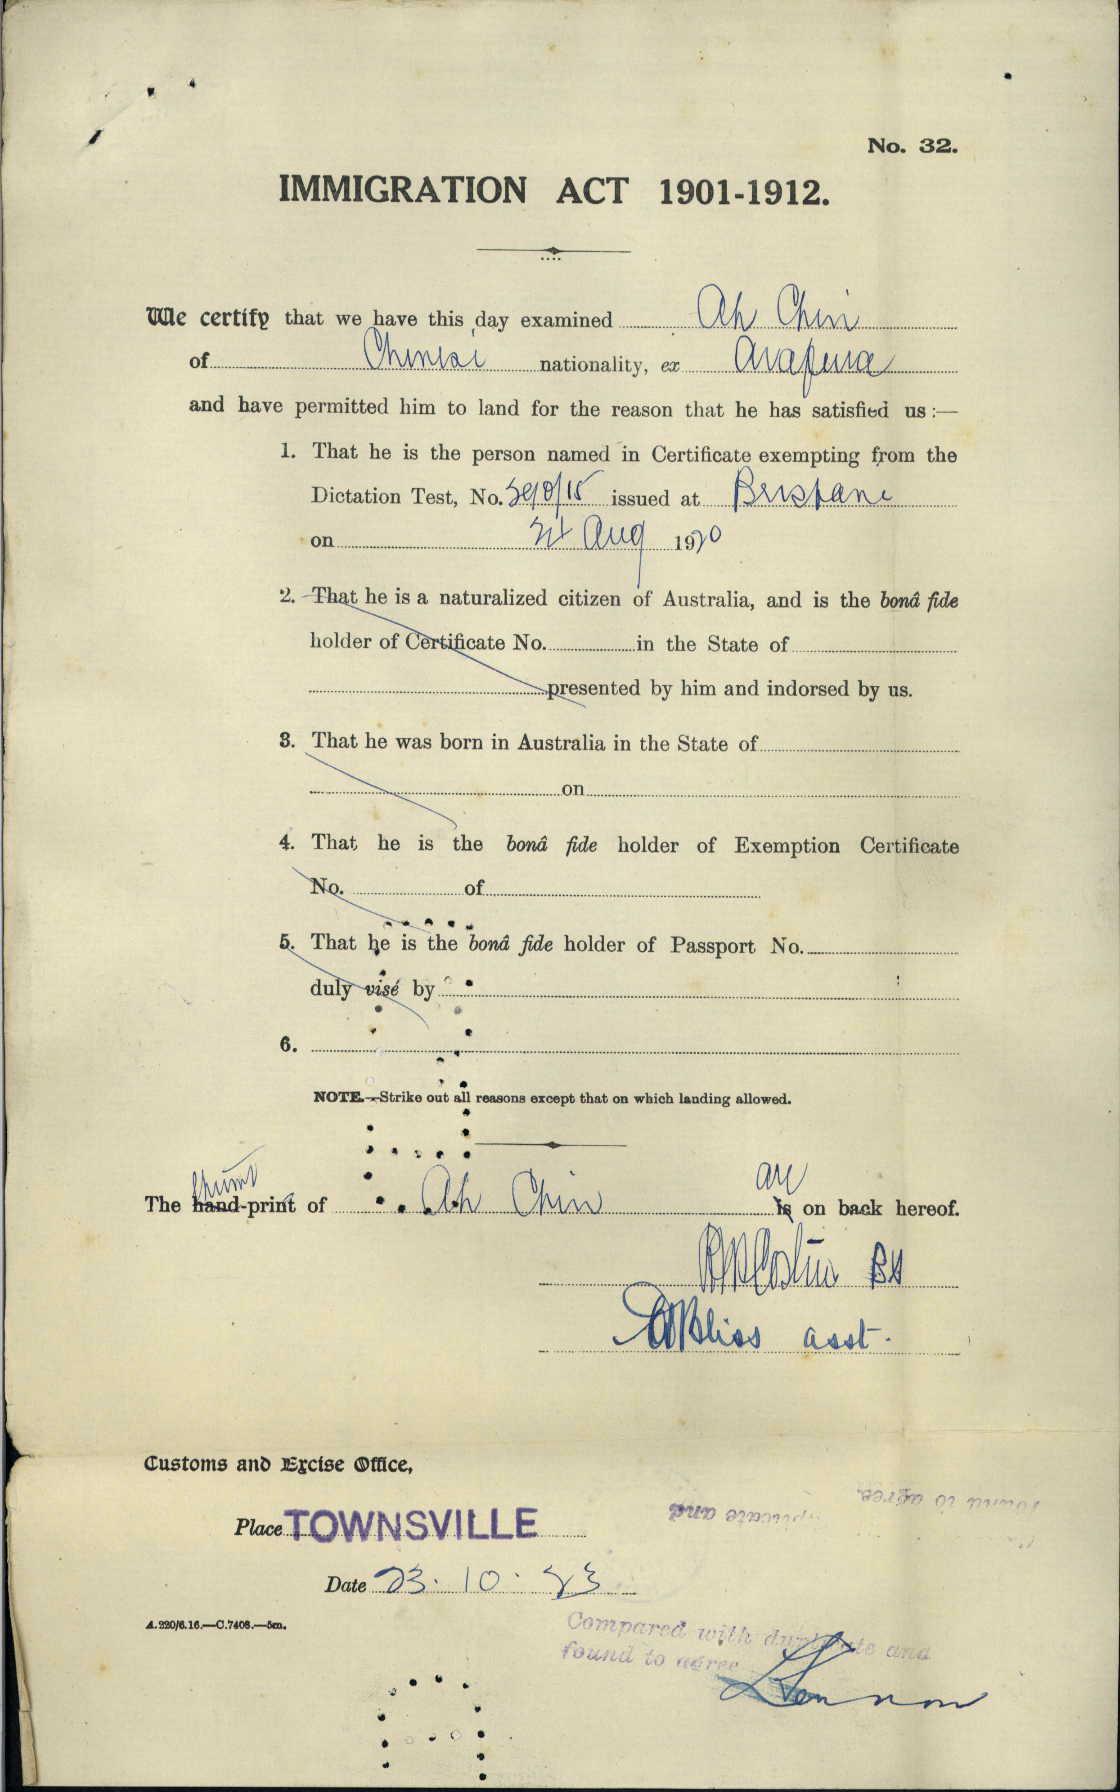 No. 32.
IMMIGRATION ACT 1901-1912.
We certify that we have this day examined Ah Chin
of Chinese nationality, ex Arafura
and have permitted him to land for the reason that he has satisfied us :—
1. That he is the person named in Certificate exempting from the
Dictation Test, No. issued at Brisbane
on Aug 1920
2. That he is a naturalized citizen of Australia, and is the bonâ fide
holder of Certificate No. in the State of
presented by him and indorsed by us.
3. That he was born in Australia in the State of
on
4. That he is the bonâ fide holder of Exemption Certificate
No. of
5. That he is the bonâ fide holder of Passport No.
duly visé by
6.
NOTE.—Strike out all reasons except that on which landing allowed.
thumb are
The hand-print of Ah Chin is on back hereof.
Costin
Bliss asst.
Customs and Excise Office,
Place TOWNSVILLE
plicate and
found to agree.
Date 23. 10. 23
A.220/6.16.—C.7408.—5m.
Compared with duplicate and
found to agree
Lennon